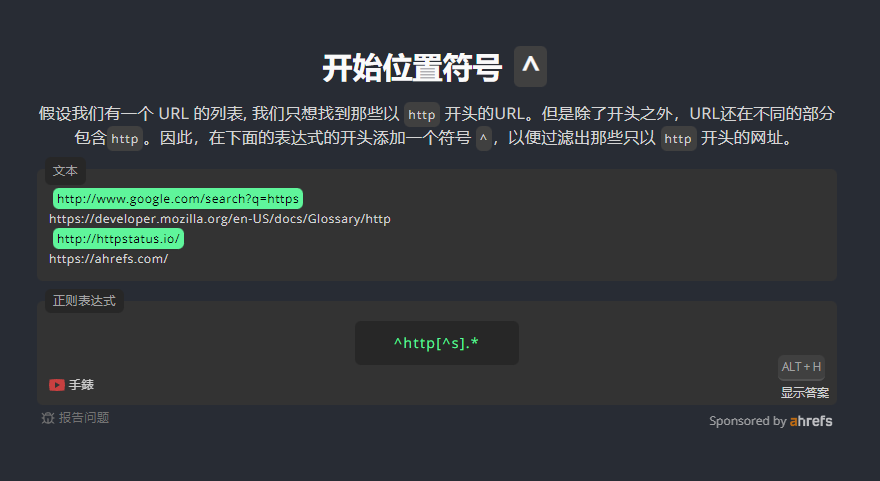 开始位置符号 ^
假设我们有一个 URL 的列表, 我们只想找到那些以 http 开头的URL。但是除了开头之外，URL还在不同的部分
包含 http 。因此，在下面的表达式的开头添加一个符号 ^ ，以便过滤出那些只以 http 开头的网址。
文本
http://www.google.com/search?q=https
https://developer.mozilla.org/en-US/docs/Glossary/http
http://httpstatus.io/
https://ahrefs.com/
正则表达式
^http[^s].*
ALT + H
手錶
显示答案
报告问题
Sponsored by ahrefs